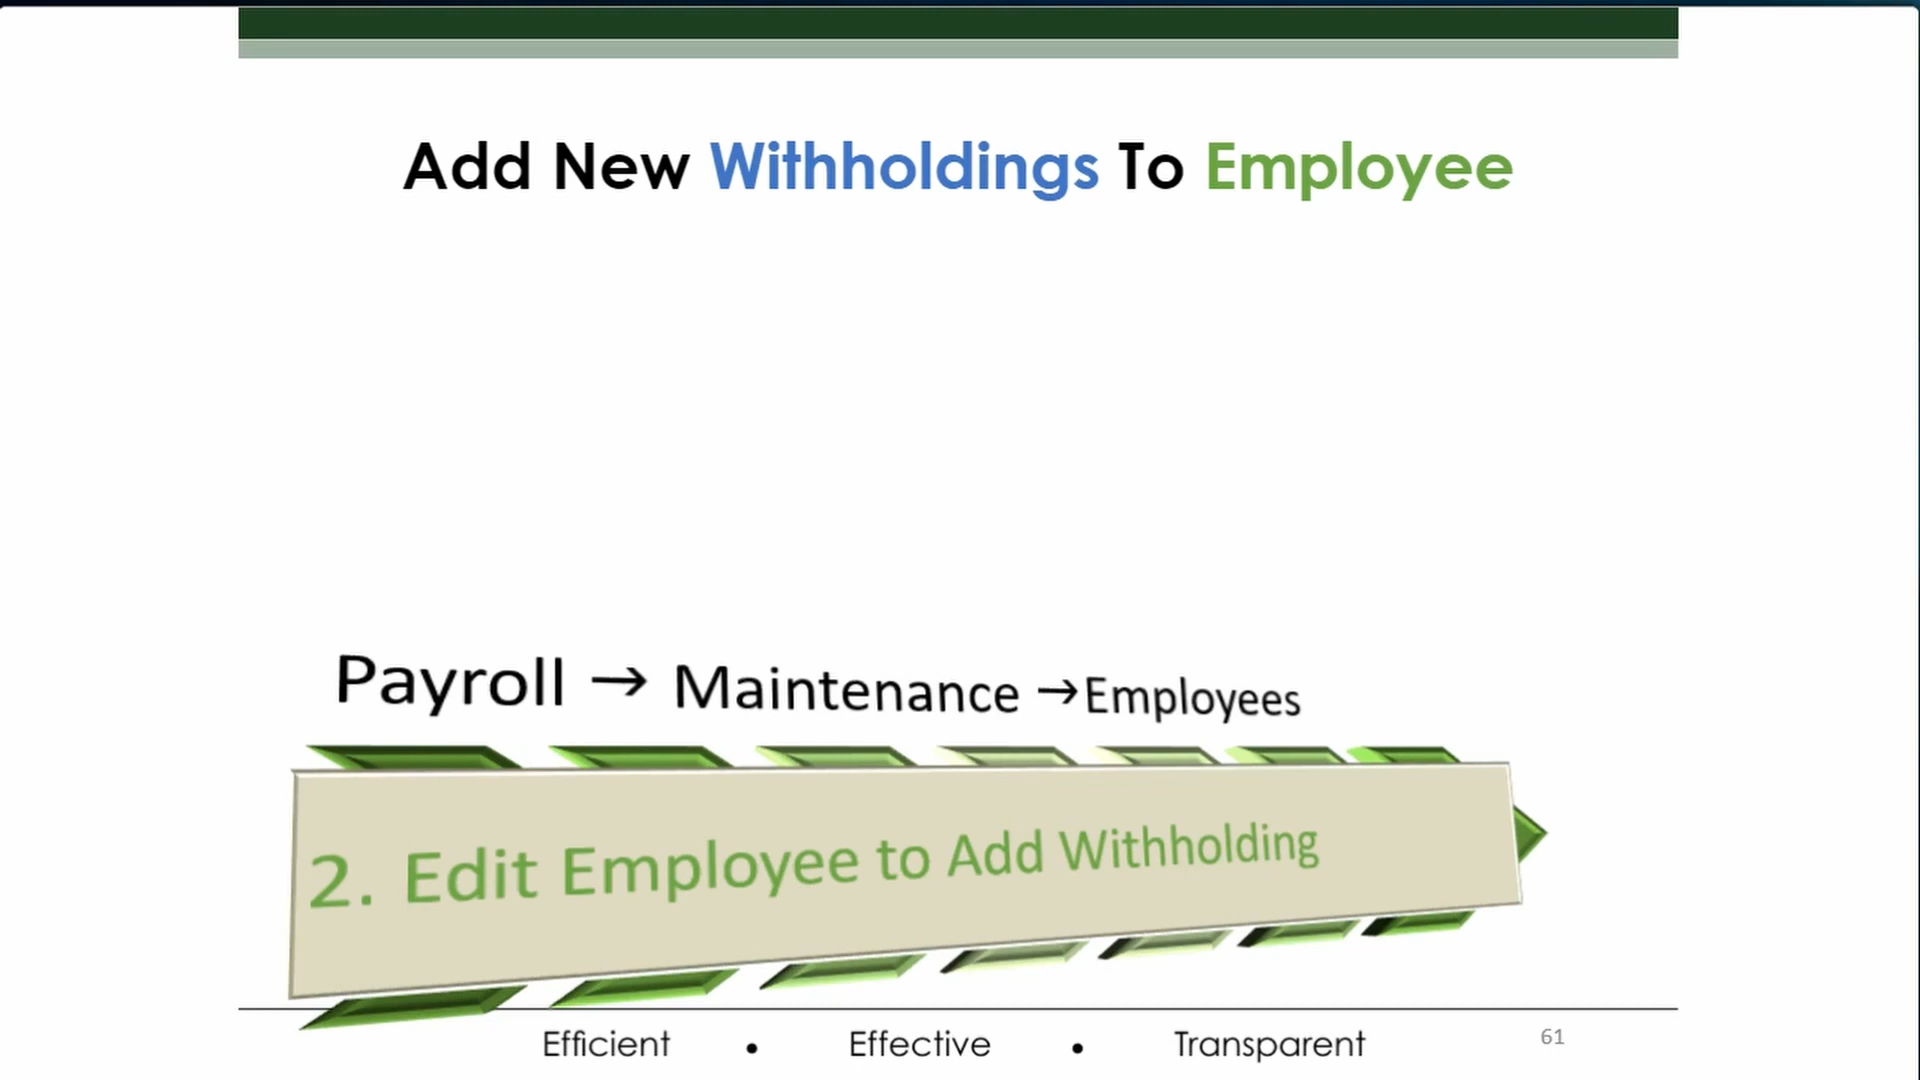 Add New Withholdings To Employee
Payroll → Maintenance →Employees
2. Edit Employee to Add Withholding
Efficient • Effective • Transparent
61